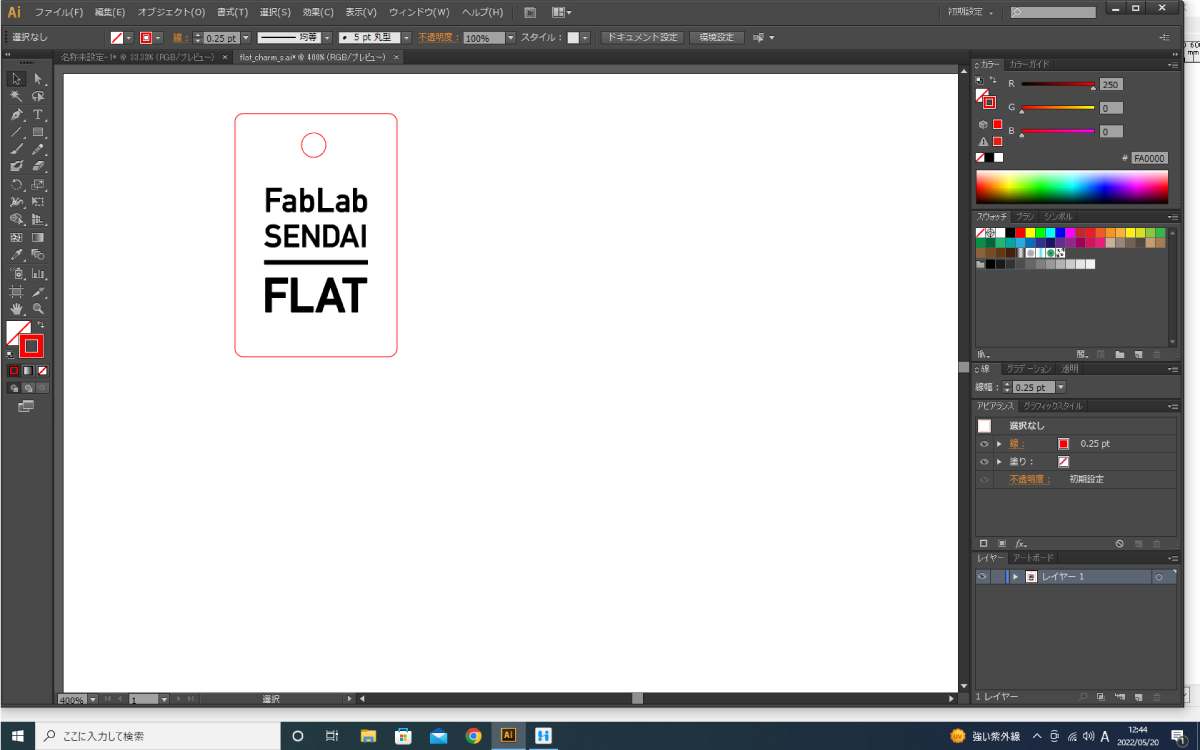 Ai ファイル(F) 編集(E) オブジェクト(O) 書式(T) 選択(S) 効果(C) 表示(V) ウィンドウ(W) ヘルプ(H) 初期設定
選択なし 線: 0.25 pt 均等 5 pt 丸型 不透明度: 100% スタイル: ドキュメント設定 環境設定
名称未設定-1* @ 33.33% (RGB/プレビュー) × flat_charm_s.ai* @ 400% (RGB/プレビュー) ×
カラー カラーガイド
R 250
G 0
B 0
# FA0000
FabLab
SENDAI
FLAT
スウォッチ ブラシ シンボル
線 グラデーション 透明
線幅: 0.25 pt
アピアランス グラフィックスタイル
選択なし
線: 0.25 pt
塗り:
不透明度: 初期設定
fx
レイヤー アートボード
レイヤー 1
1 レイヤー
400% 1 選択
ここに入力して検索
Ai
強い紫外線 A 12:44
2022/05/20